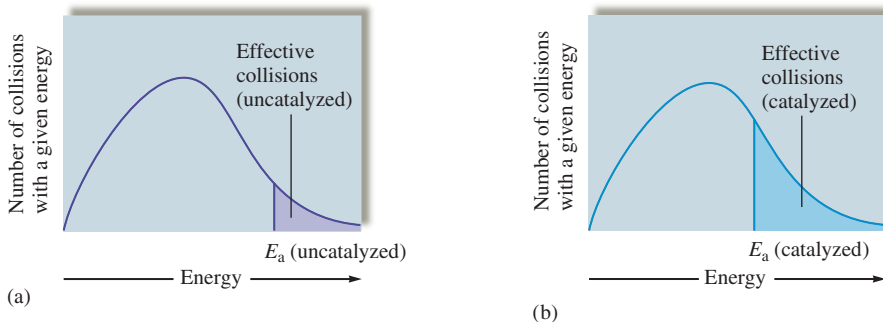 Number of collisions
with a given energy
Effective
collisions
(uncatalyzed)
Ea (uncatalyzed)
Energy
(a)
Number of collisions
with a given energy
Effective
collisions
(catalyzed)
Ea (catalyzed)
Energy
(b)